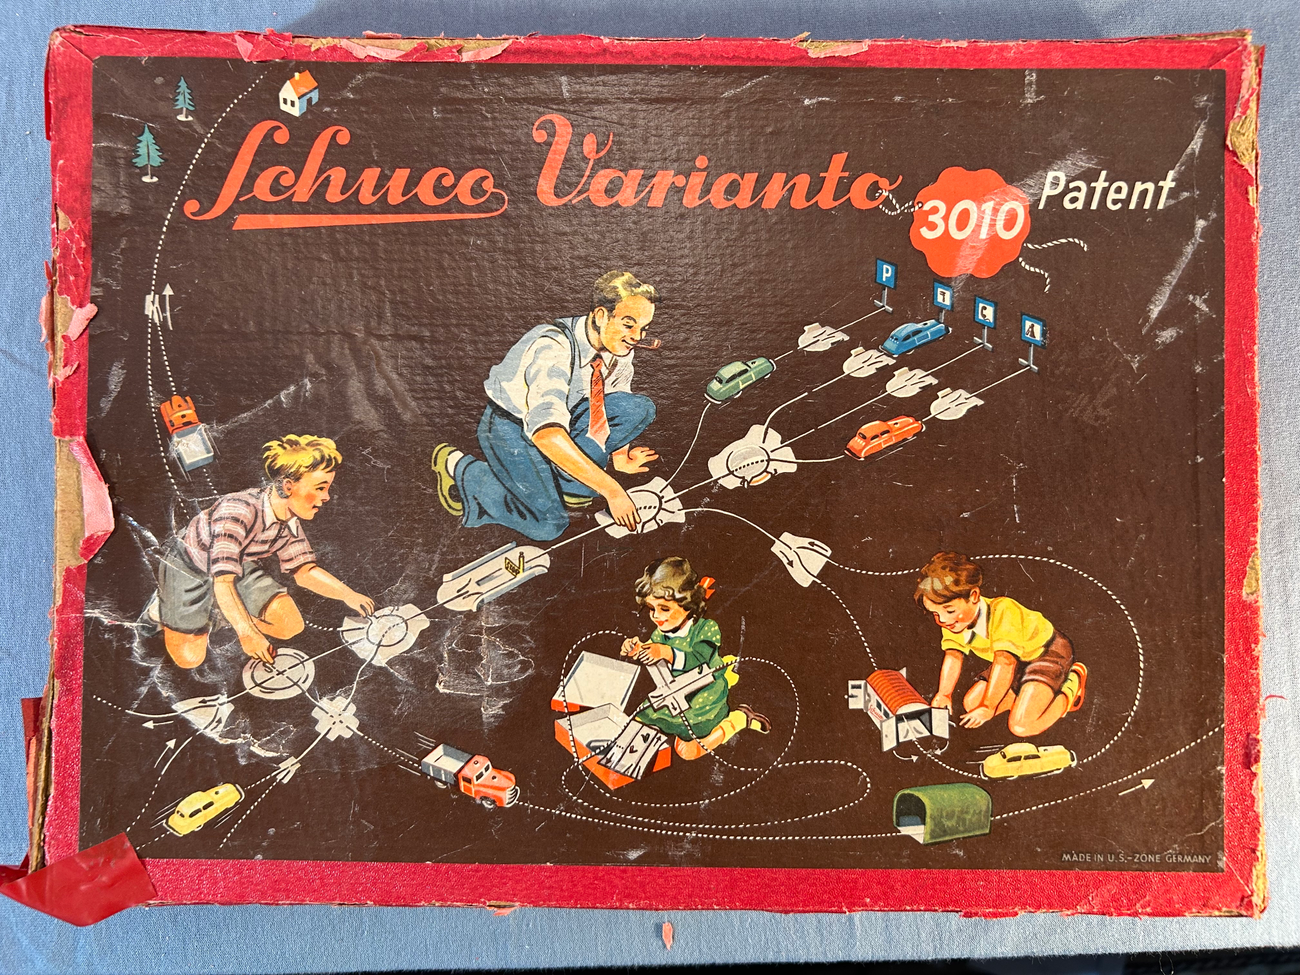 Schuco Varianto 3010 Patent
P
T
MADE IN U.S.-ZONE GERMANY